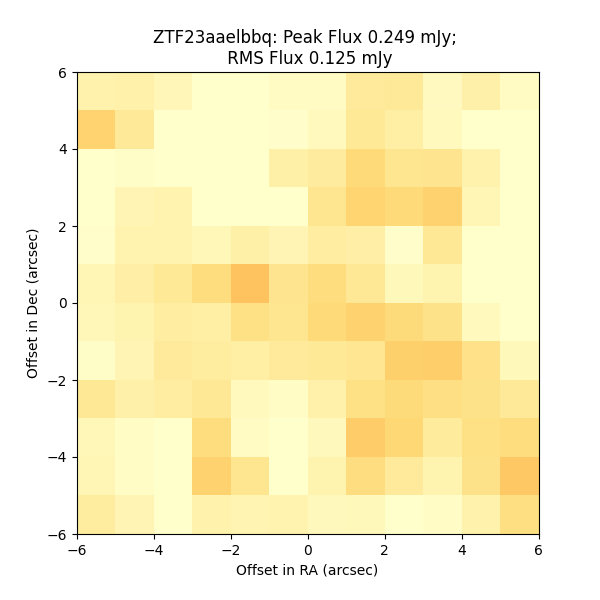 ZTF23aaelbbq: Peak Flux 0.249 mJy;
RMS Flux 0.125 mJy
6
4
2
0
−2
−4
−6
Offset in Dec (arcsec)
−6 −4 −2 0 2 4 6
Offset in RA (arcsec)